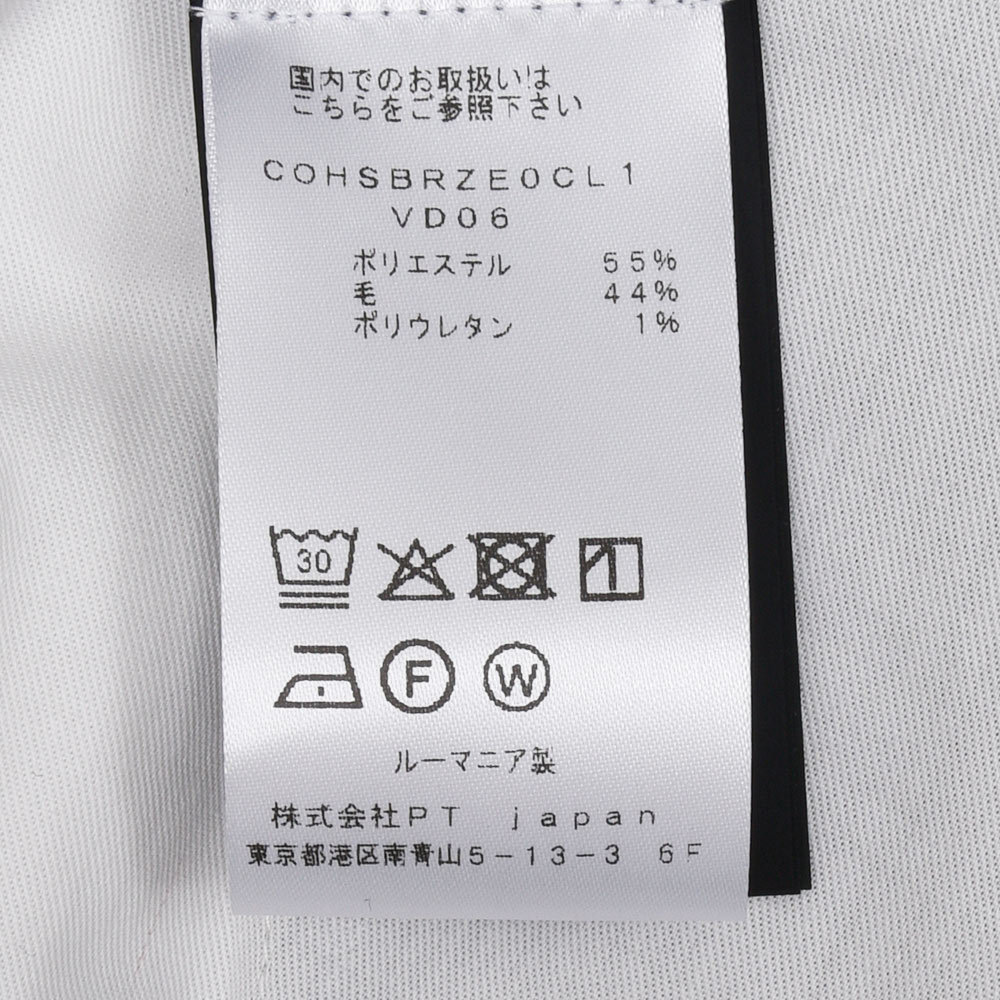 国内でのお取扱いは
こちらをご参照下さい
COHSBRZE0CL1
VD06
ポリエステル 55%
毛 44%
ポリウレタン 1%
30
F W
ルーマニア製
株式会社PT japan
東京都港区南青山5-13-3 6F